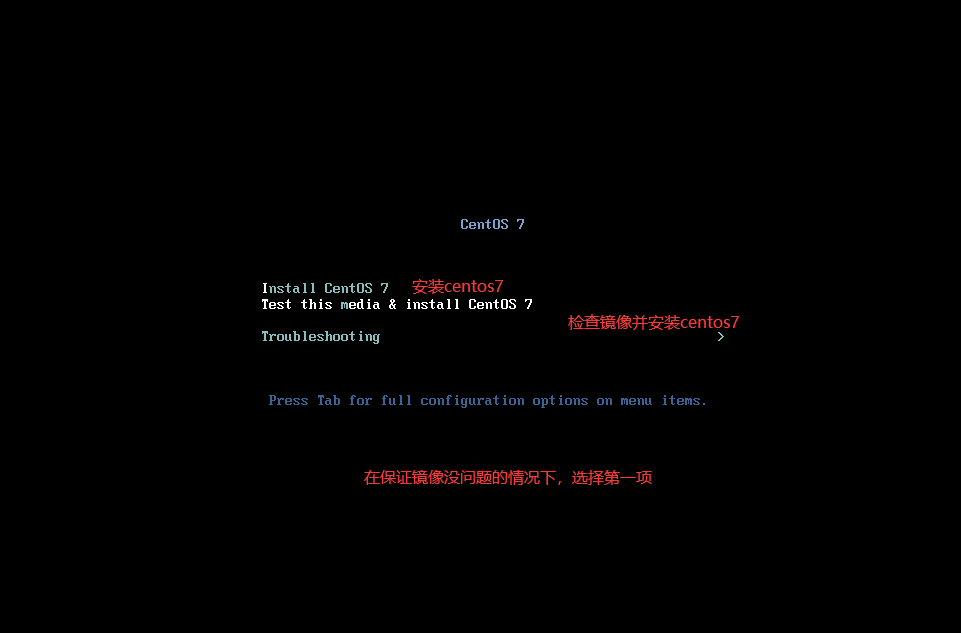 CentOS 7
Install CentOS 7 安装centos7
Test this media & install CentOS 7
检查镜像并安装centos7
Troubleshooting >
Press Tab for full configuration options on menu items.
在保证镜像没问题的情况下，选择第一项